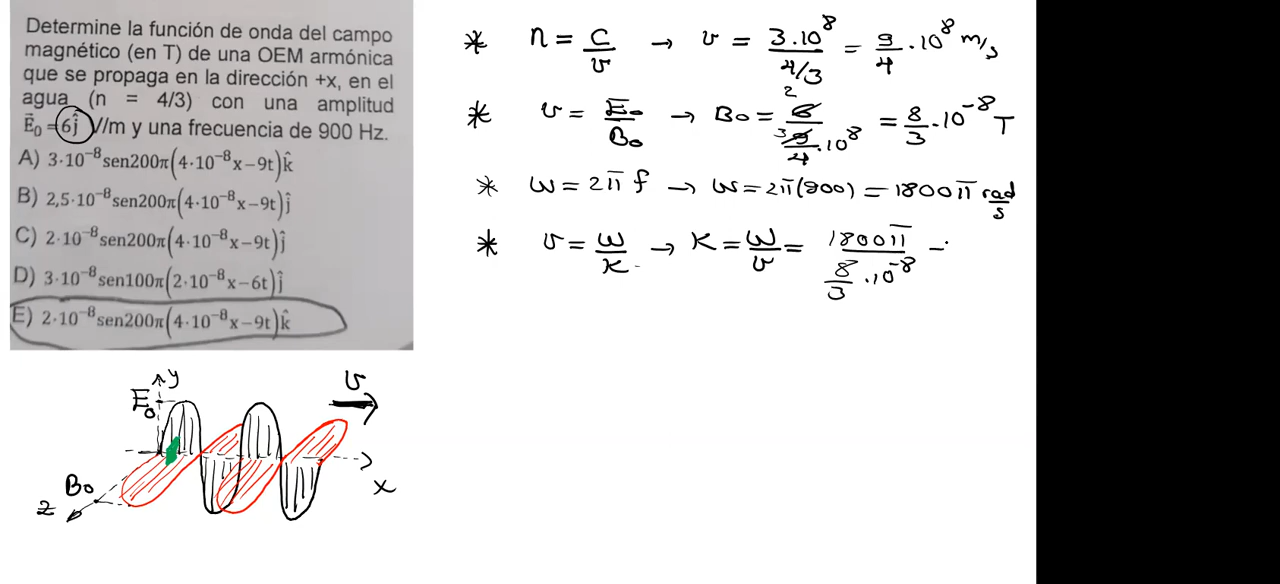 Determine la función de onda del campo
magnético (en T) de una OEM armónica
que se propaga en la dirección +x, en el
agua (n = 4/3) con una amplitud
E⃗₀ = 6ĵ V/m y una frecuencia de 900 Hz.
A) 3·10⁻⁸sen200π(4·10⁻⁸x−9t)k̂
B) 2,5·10⁻⁸sen200π(4·10⁻⁸x−9t)ĵ
C) 2·10⁻⁸sen200π(4·10⁻⁸x−9t)ĵ
D) 3·10⁻⁸sen100π(2·10⁻⁸x−6t)ĵ
E) 2·10⁻⁸sen200π(4·10⁻⁸x−9t)k̂
* n = c/v → v = 3.10⁸/(4/3) = 9/4 .10⁸ m/s
* v = E₀/B₀ → B₀ = 6/(9/4 .10⁸) 2 3 = 8/3 .10⁻⁸ T
* ω = 2π f → ω = 2π(900) = 1800π rad/s
* v = ω/K → K = ω/v = 1800π/(8/3 .10⁻⁸) –
y
E₀
v
x
B₀
z